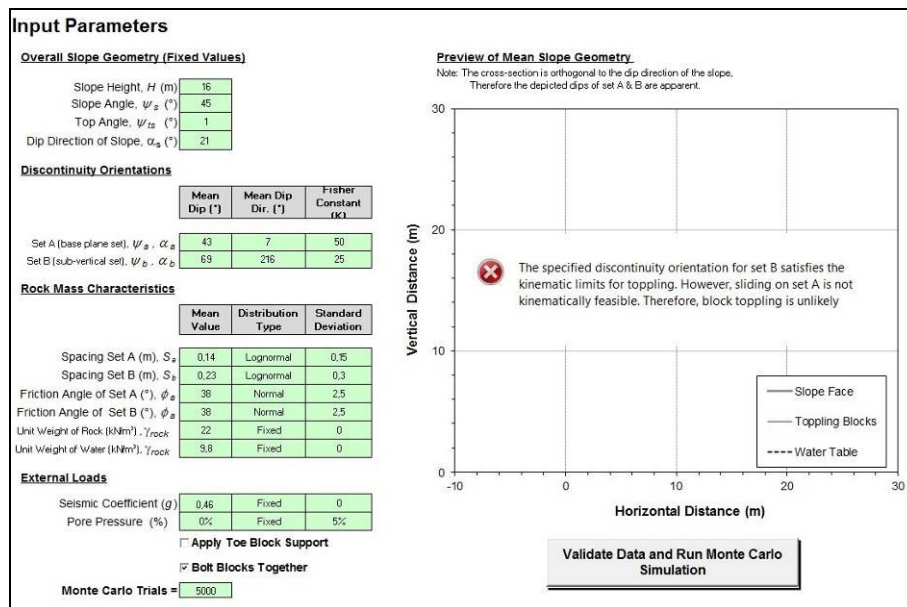 Input Parameters
Overall Slope Geometry (Fixed Values)
Slope Height, H (m) 16
Slope Angle, ψs (°) 45
Top Angle, ψts (°) 1
Dip Direction of Slope, αs (°) 21
Discontinuity Orientations
Mean Dip (°) Mean Dip Dir. (°) Fisher Constant (K)
Set A (base plane set), ψa , αa 43 7 50
Set B (sub-vertical set), ψb , αb 69 216 25
Rock Mass Characteristics
Mean Value Distribution Type Standard Deviation
Spacing Set A (m), Sa 0,14 Lognormal 0,15
Spacing Set B (m), Sb 0,23 Lognormal 0,3
Friction Angle of Set A (°), ϕa 38 Normal 2,5
Friction Angle of Set B (°), ϕa 38 Normal 2,5
Unit Weight of Rock (kN/m³), γrock 22 Fixed 0
Unit Weight of Water (kN/m³), γrock 9,8 Fixed 0
External Loads
Seismic Coefficient (g) 0,46 Fixed 0
Pore Pressure (%) 0% Fixed 5%
Apply Toe Block Support
Bolt Blocks Together
Monte Carlo Trials = 5000
Preview of Mean Slope Geometry
Note: The cross-section is orthogonal to the dip direction of the slope,
Therefore the depicted dips of set A & B are apparent.
Vertical Distance (m)
30
20
10
0
The specified discontinuity orientation for set B satisfies the
kinematic limits for toppling. However, sliding on set A is not
kinematically feasible. Therefore, block toppling is unlikely
Slope Face
Toppling Blocks
Water Table
-10 0 10 20 30
Horizontal Distance (m)
Validate Data and Run Monte Carlo
Simulation